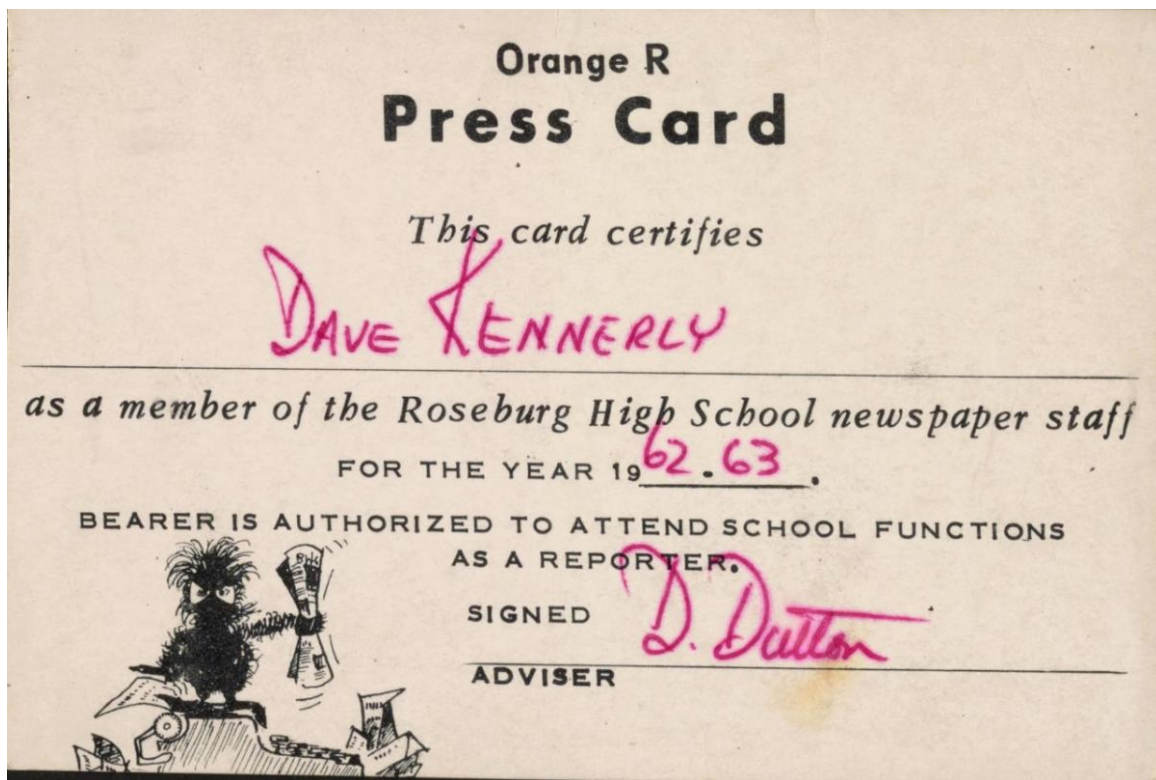 Orange R
Press Card
This card certifies
DAVE KENNERLY
as a member of the Roseburg High School newspaper staff
FOR THE YEAR 1962-63.
BEARER IS AUTHORIZED TO ATTEND SCHOOL FUNCTIONS
AS A REPORTER.
SIGNED D. Dutton
ADVISER